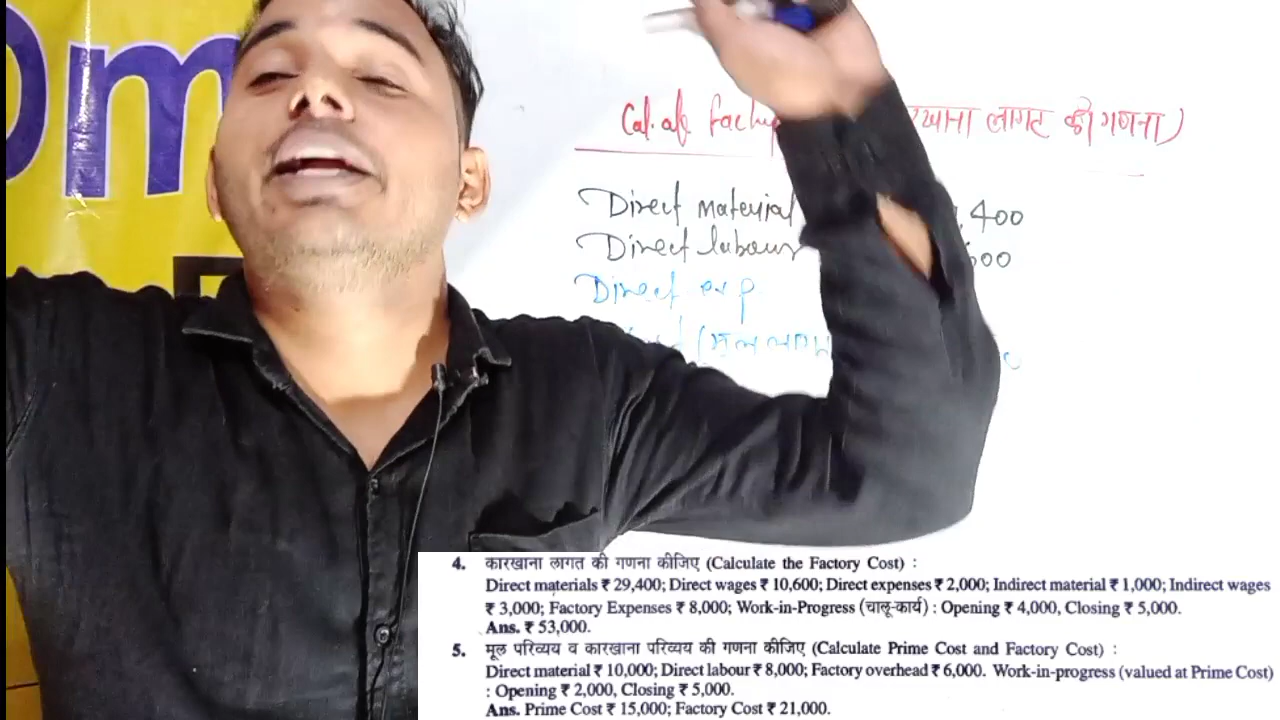 om
Cal. of Factory
रखाना लागत की गणना)
Direct material 400
Direct labour 600
Direct exp
(मूल लागत
4. कारखाना लागत की गणना कीजिए (Calculate the Factory Cost) :
Direct materials ₹ 29,400; Direct wages ₹ 10,600; Direct expenses ₹ 2,000; Indirect material ₹ 1,000; Indirect wages
₹ 3,000; Factory Expenses ₹ 8,000; Work-in-Progress (चालू-कार्य) : Opening ₹ 4,000, Closing ₹ 5,000.
Ans. ₹ 53,000.
5. मूल परिव्यय व कारखाना परिव्यय की गणना कीजिए (Calculate Prime Cost and Factory Cost) :
Direct material ₹ 10,000; Direct labour ₹ 8,000; Factory overhead ₹ 6,000. Work-in-progress (valued at Prime Cost)
: Opening ₹ 2,000, Closing ₹ 5,000.
Ans. Prime Cost ₹ 15,000; Factory Cost ₹ 21,000.